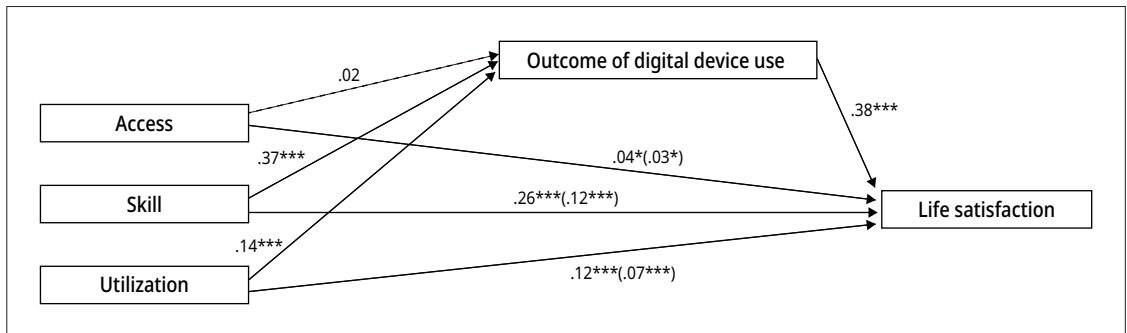 Outcome of digital device use
.02
Access
.38***
.37***
.04*(.03*)
Skill
.26***(.12***)
Life satisfaction
.14***
.12***(.07***)
Utilization